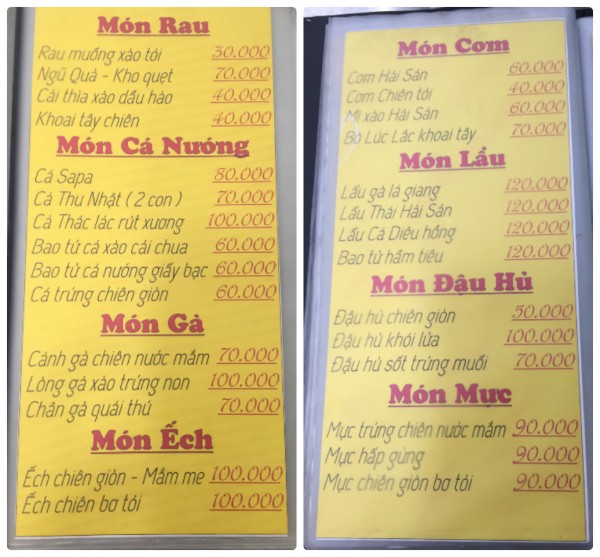 Món Rau
Rau muống xào tỏi 30.000
Ngũ Quả - Kho quẹt 70.000
Cải thìa xào dầu hào 40.000
Khoai tây chiên 40.000
Món Cá Nướng
Cá Sapa 80.000
Cá Thu Nhật ( 2 con ) 70.000
Cá Thác lác rút xương 100.000
Bao tử cá xào cải chua 60.000
Bao tử cá nướng giấy bạc 60.000
Cá trứng chiên giòn 60.000
Món Gà
Cánh gà chiên nước mắm 70.000
Lòng gà xào trứng non 100.000
Chân gà quái thú 70.000
Món Ếch
Ếch chiên giòn - Mắm me 100.000
Ếch chiên bơ tỏi 100.000
Món Cơm
Cơm Hải Sản 60.000
Cơm Chiên tỏi 40.000
Mì xào Hải Sản 60.000
Bò Lúc Lắc khoai tây 70.000
Món Lẩu
Lẩu gà lá giang 120.000
Lẩu Thái Hải Sản 120.000
Lẩu Cá Diêu hồng 120.000
Bao tử hầm tiêu 120.000
Món Đậu Hủ
Đậu hủ chiên giòn 50.000
Đậu hủ khói lửa 100.000
Đậu hủ sốt trứng muối 70.000
Món Mực
Mực trứng chiên nước mắm 90.000
Mực hấp gừng 90.000
Mực chiên giòn bơ tỏi 90.000